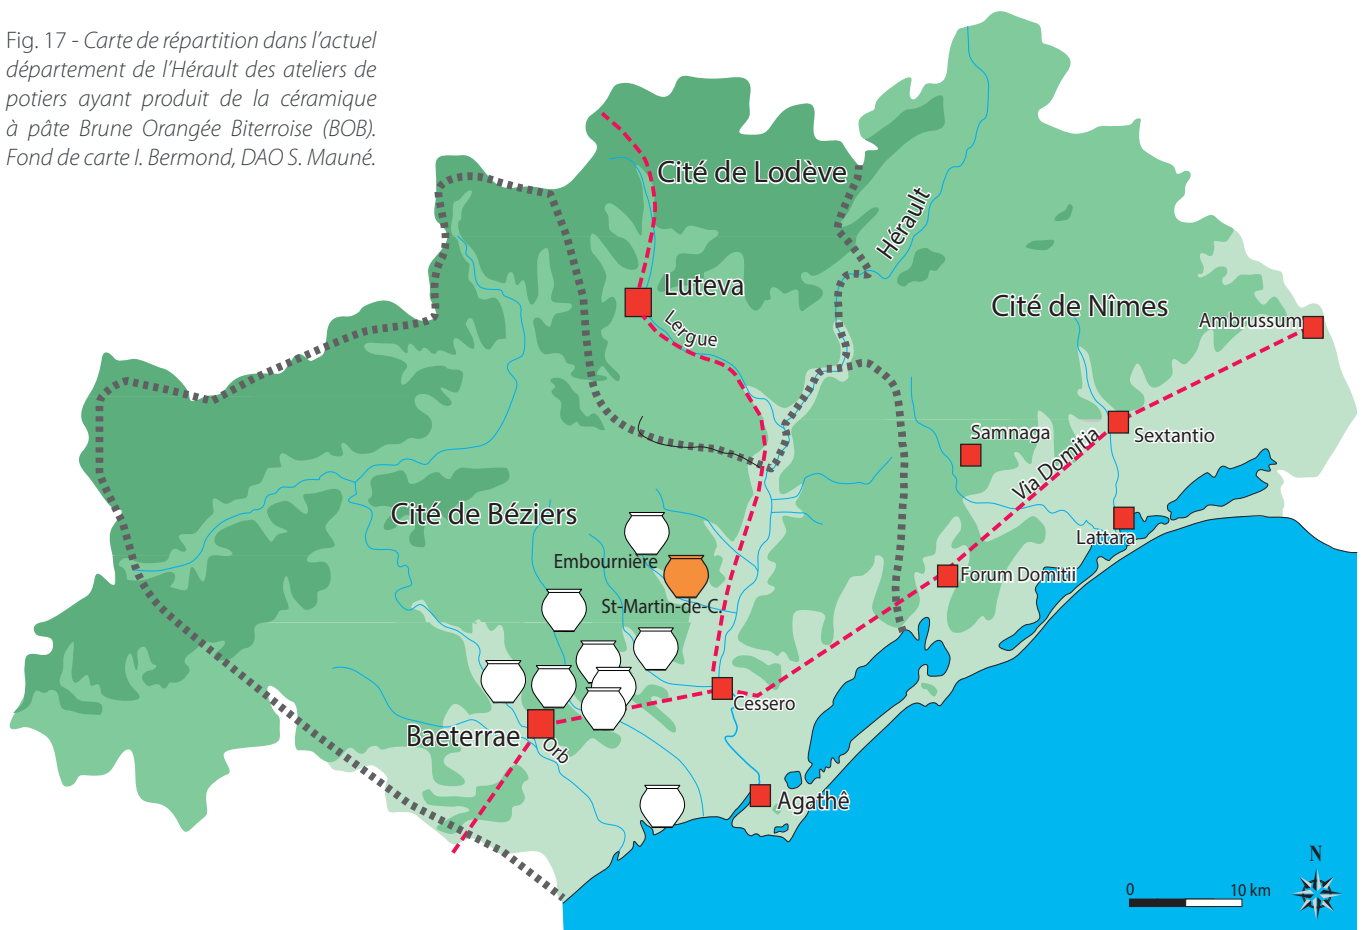 Fig. 17 - Carte de répartition dans l'actuel
département de l'Hérault des ateliers de
potiers ayant produit de la céramique
à pâte Brune Orangée Biterroise (BOB).
Fond de carte I. Bermond, DAO S. Mauné.
Cité de Lodève
Hérault
Luteva
Lergue
Cité de Nîmes
Ambrussum
Samnaga
Sextantio
Via Domitia
Cité de Béziers
Lattara
Embournière
Forum Domitii
St-Martin-de-C.
Cessero
Baeterrae
Orb
Agathê
N
0 10 km